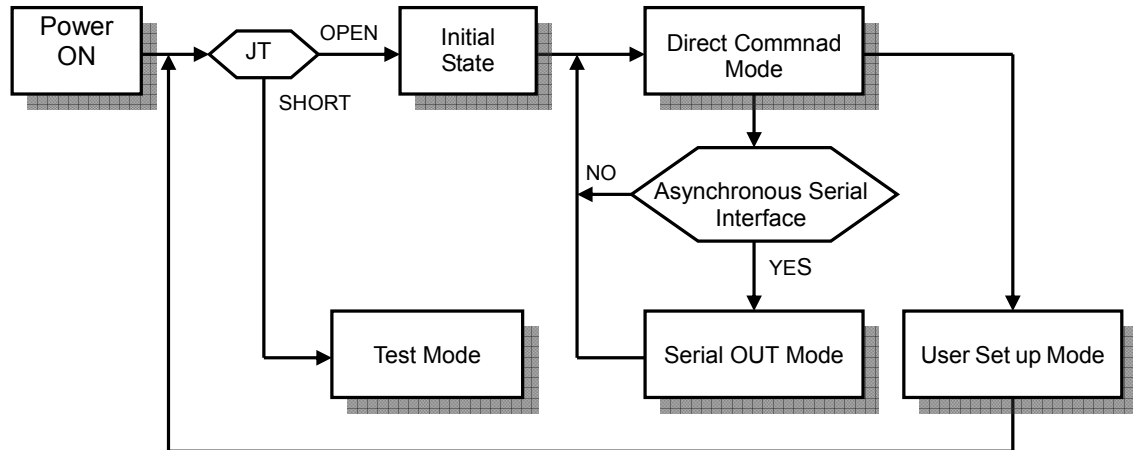 Power
ON
JT
OPEN
SHORT
Initial
State
Direct Commnad
Mode
NO
Asynchronous Serial
Interface
YES
Test Mode
Serial OUT Mode
User Set up Mode